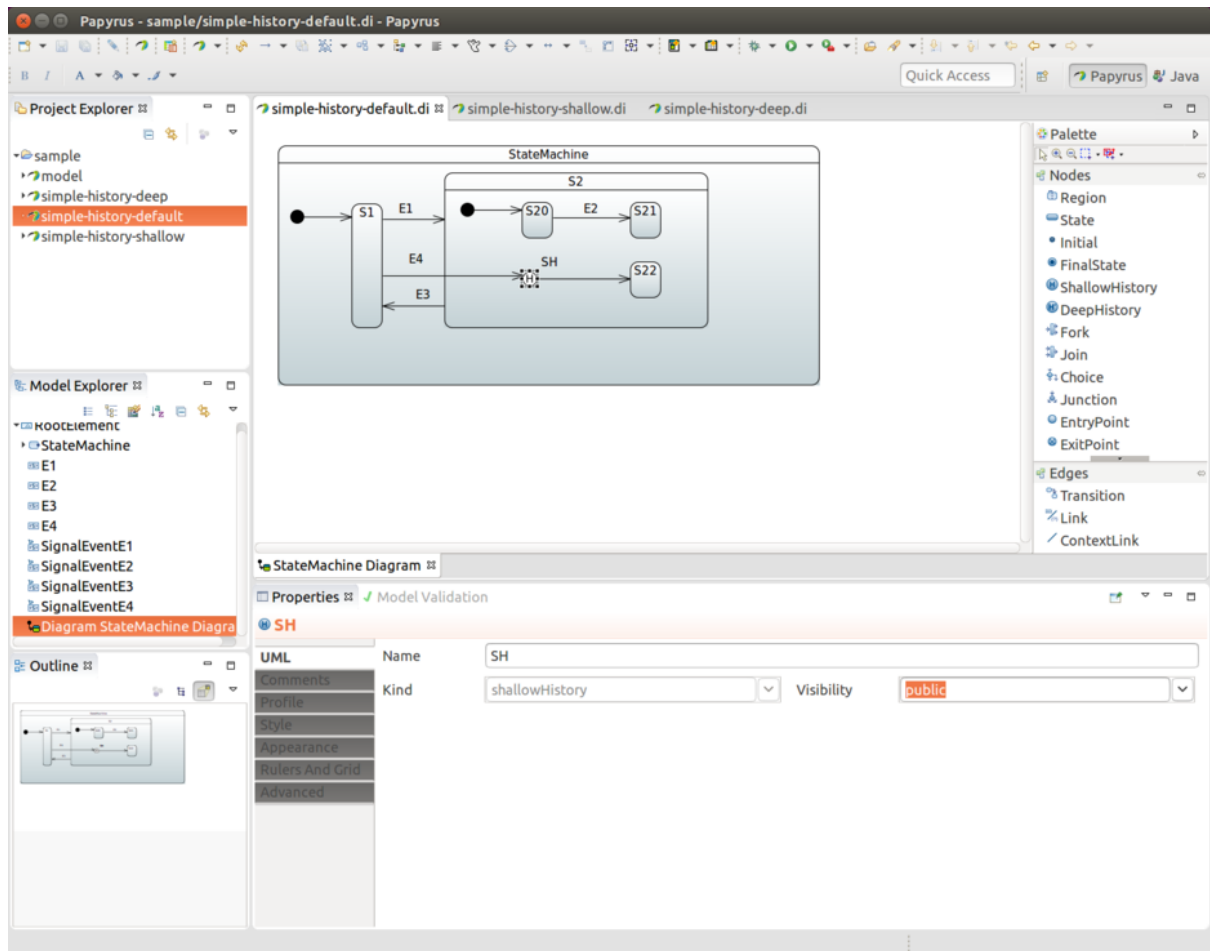 Papyrus - sample/simple-history-default.di - Papyrus
B I A
Quick Access
Papyrus
Java
Project Explorer
sample
model
simple-history-deep
simple-history-default
simple-history-shallow
simple-history-default.di
simple-history-shallow.di
simple-history-deep.di
StateMachine
S2
S1
E1
S20
E2
S21
E4
SH
H
S22
E3
Palette
Nodes
Region
State
Initial
FinalState
ShallowHistory
DeepHistory
Fork
Join
Choice
Junction
EntryPoint
ExitPoint
Edges
Transition
Link
ContextLink
Model Explorer
RootElement
StateMachine
E1
E2
E3
E4
SignalEventE1
SignalEventE2
SignalEventE3
SignalEventE4
Diagram StateMachine Diagra
StateMachine Diagram
Properties
Model Validation
SH
UML
Comments
Profile
Style
Appearance
Rulers And Grid
Advanced
Name
SH
Kind
shallowHistory
Visibility
public
Outline